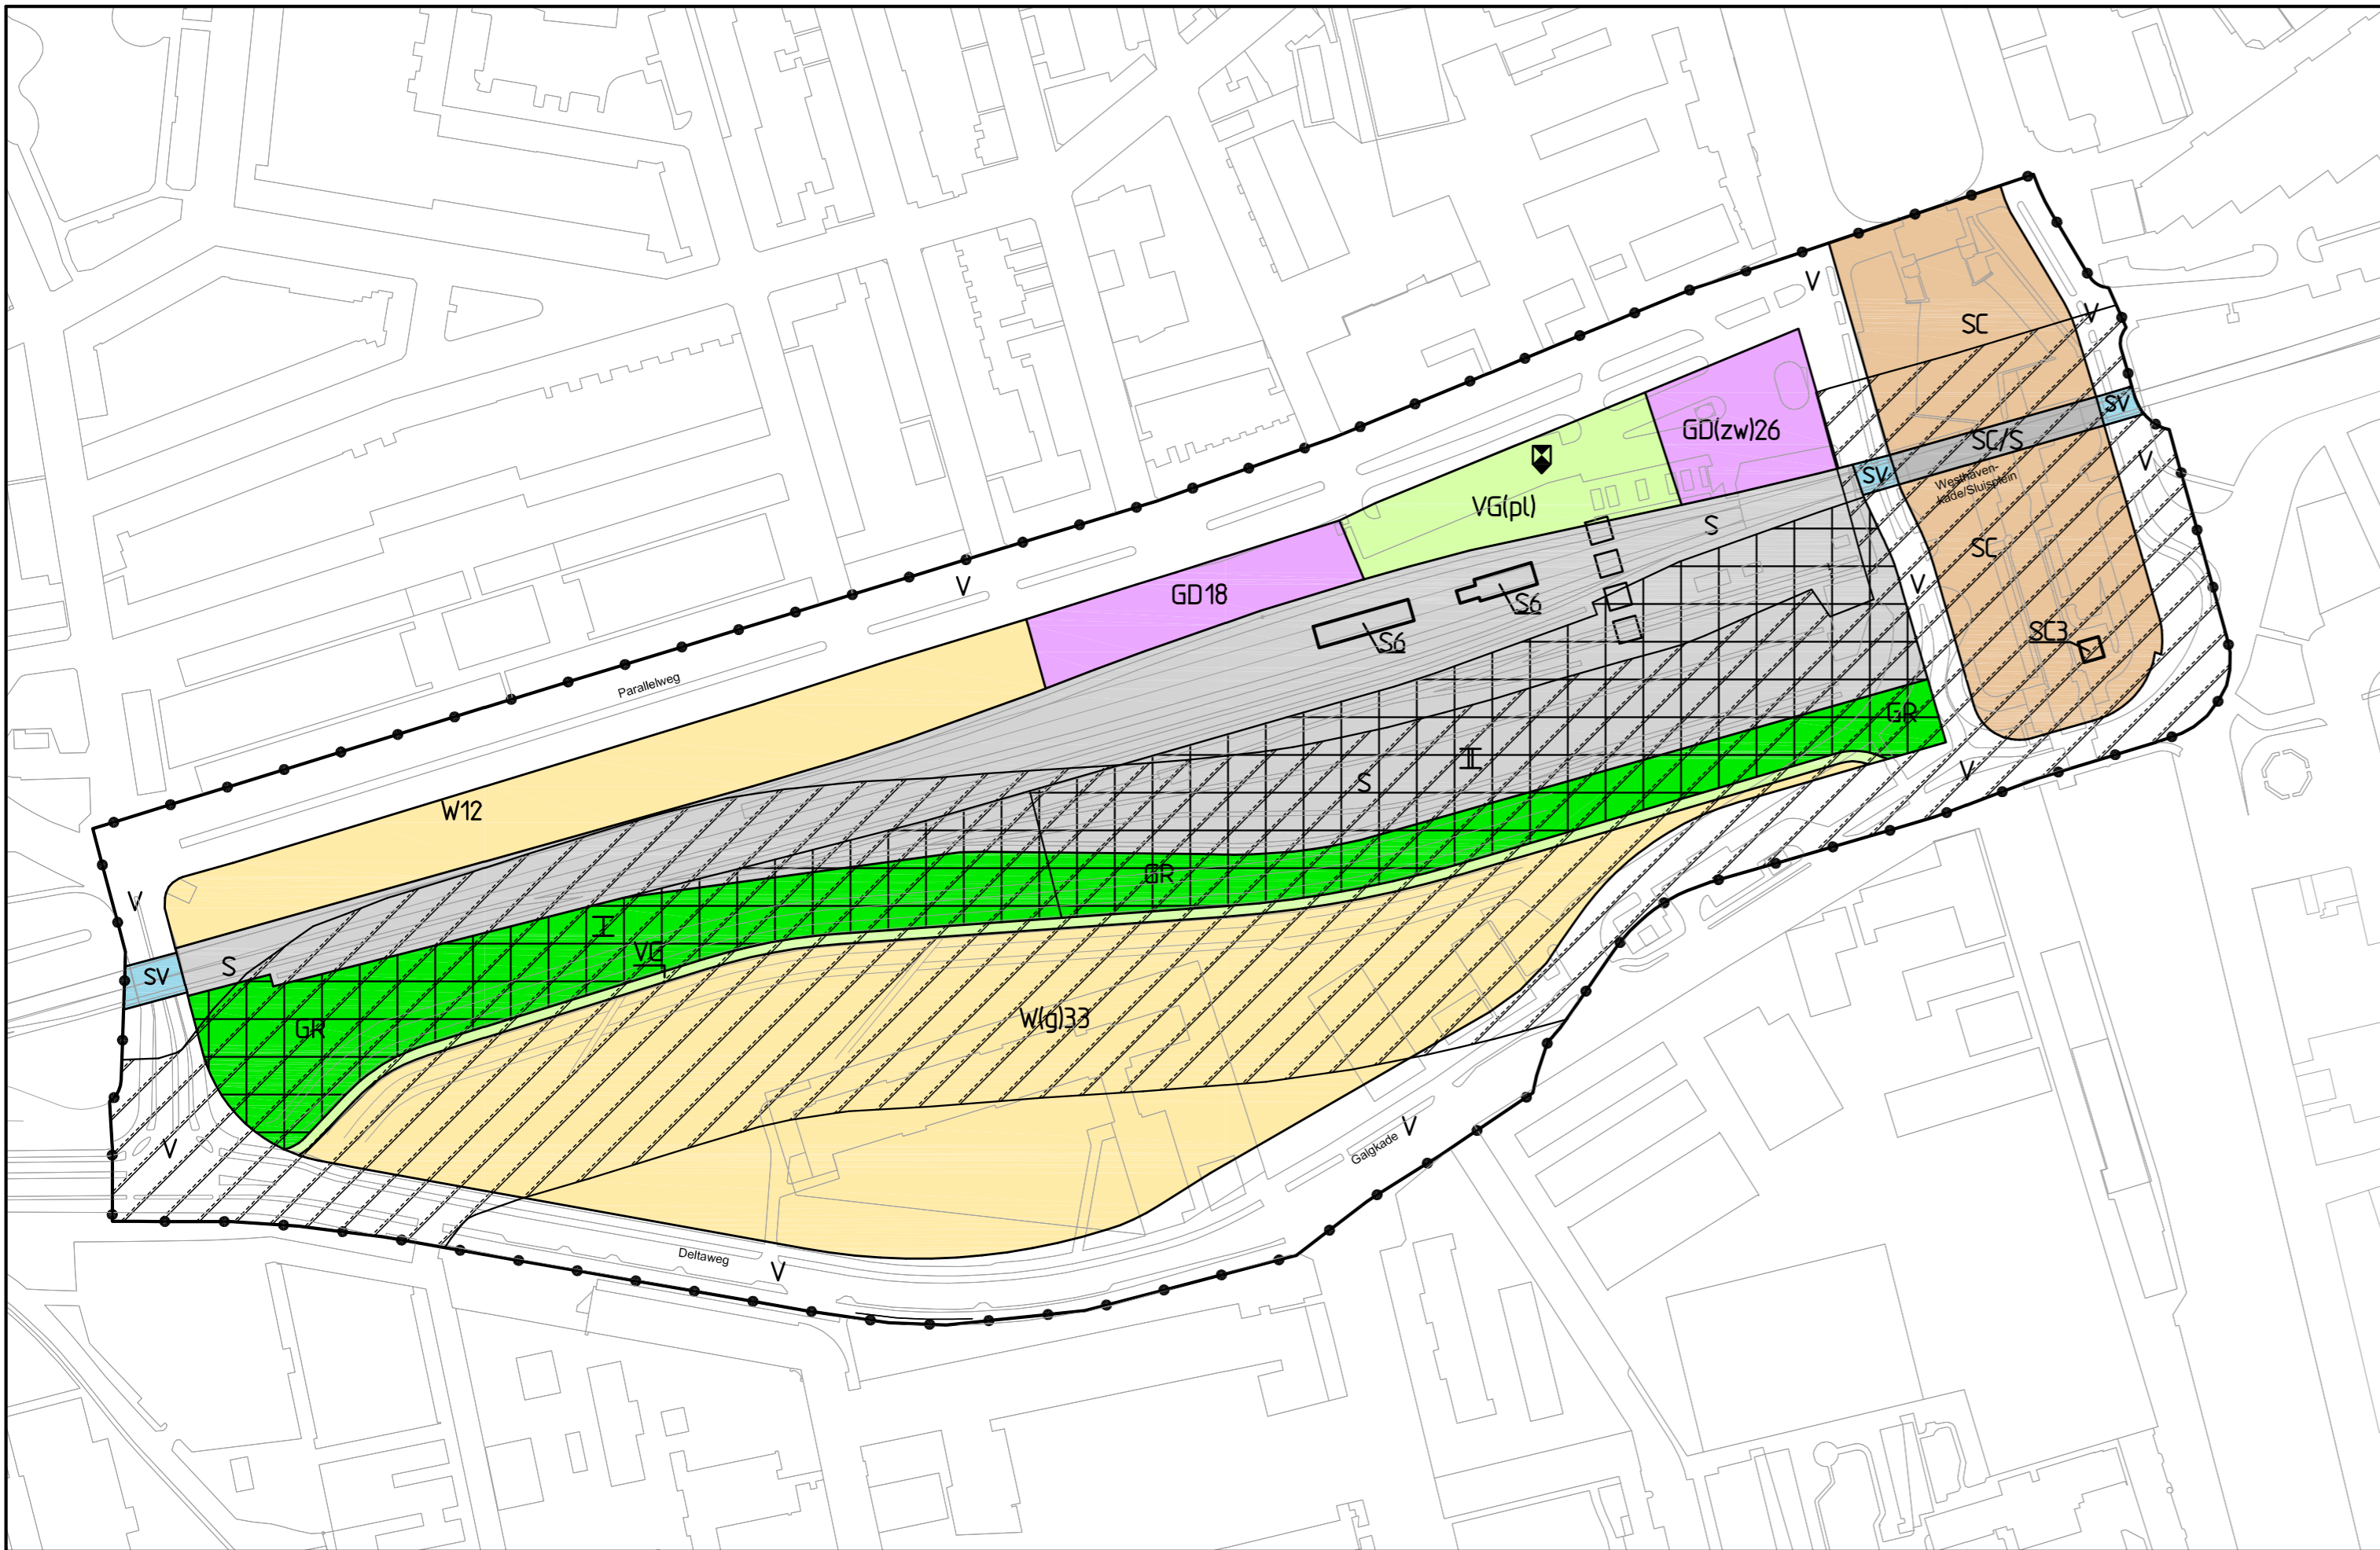 V
SC
V
SV
SC/S
GD(zw)26
V
SV
Westhaven-
kade/Sluisplein
VG(pl)
S
SC
V
GD18
V
S6
S6
SC3
Parallelweg
GR
II
S
V
W12
GR
V
I
VG
S
SV
GR
W(g)33
V
Galgkade
V
Deltaweg
V